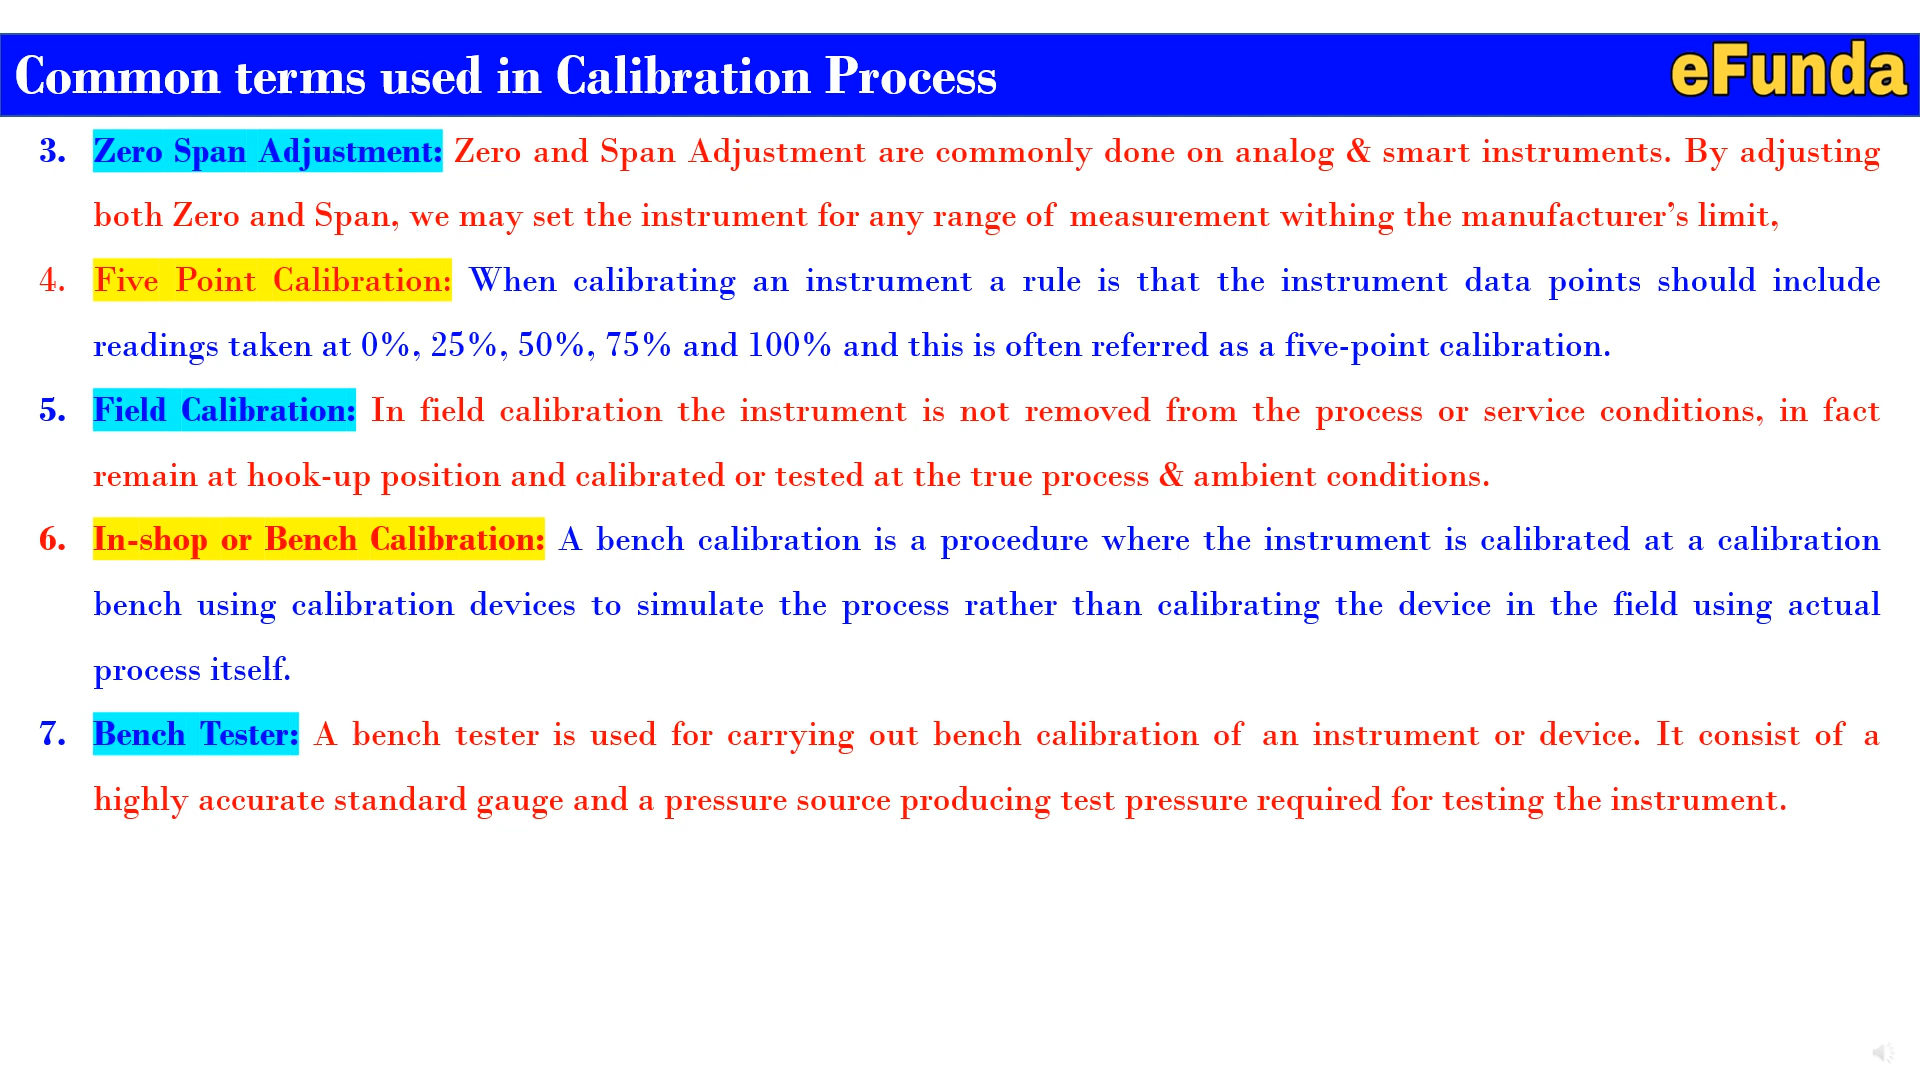 Common terms used in Calibration Process
eFunda
3. Zero Span Adjustment: Zero and Span Adjustment are commonly done on analog & smart instruments. By adjusting
both Zero and Span, we may set the instrument for any range of measurement withing the manufacturer’s limit,
4. Five Point Calibration: When calibrating an instrument a rule is that the instrument data points should include
readings taken at 0%, 25%, 50%, 75% and 100% and this is often referred as a five-point calibration.
5. Field Calibration: In field calibration the instrument is not removed from the process or service conditions, in fact
remain at hook-up position and calibrated or tested at the true process & ambient conditions.
6. In-shop or Bench Calibration: A bench calibration is a procedure where the instrument is calibrated at a calibration
bench using calibration devices to simulate the process rather than calibrating the device in the field using actual
process itself.
7. Bench Tester: A bench tester is used for carrying out bench calibration of an instrument or device. It consist of a
highly accurate standard gauge and a pressure source producing test pressure required for testing the instrument.